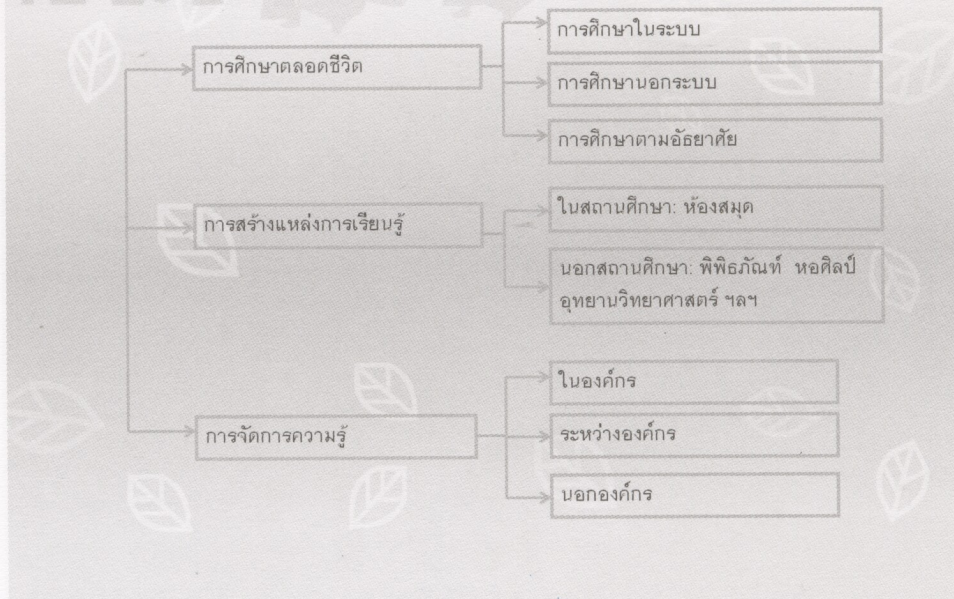 การศึกษาตลอดชีวิต
การศึกษาในระบบ
การศึกษานอกระบบ
การศึกษาตามอัธยาศัย
การสร้างแหล่งการเรียนรู้
ในสถานศึกษา: ห้องสมุด
นอกสถานศึกษา: พิพิธภัณฑ์ หอศิลป์
อุทยานวิทยาศาสตร์ ฯลฯ
การจัดการความรู้
ในองค์กร
ระหว่างองค์กร
นอกองค์กร